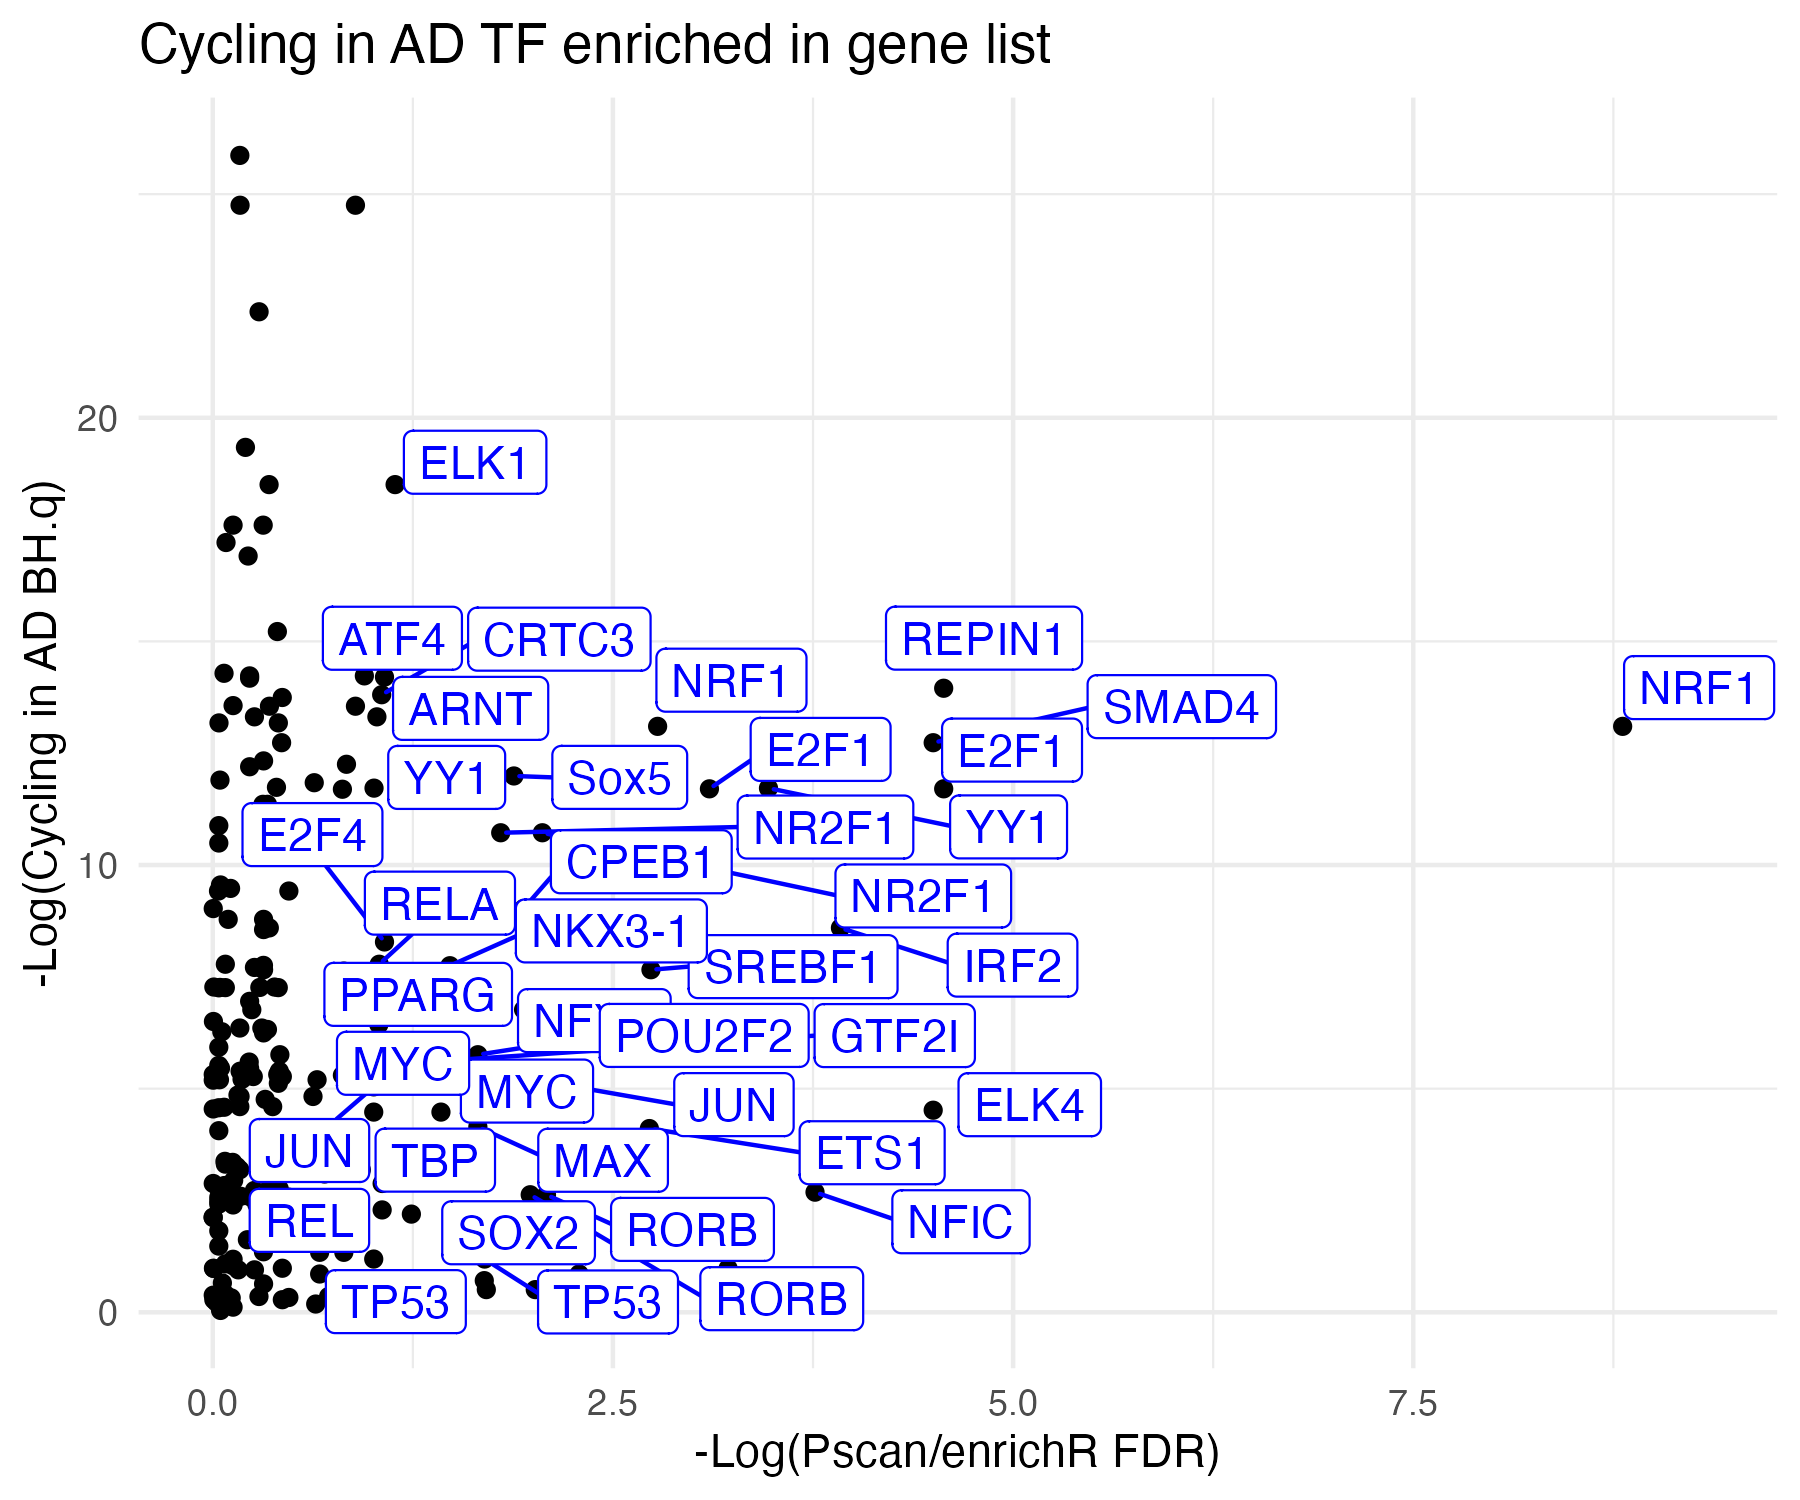 Cycling in AD TF enriched in gene list
-Log(Cycling in AD BH.q)
20
10
0
ELK1
ATF4
CRTC3
REPIN1
NRF1
NRF1
ARNT
SMAD4
E2F1
E2F1
YY1
Sox5
E2F4
NR2F1
YY1
CPEB1
RELA
NR2F1
NKX3-1
SREBF1
IRF2
PPARG
POU2F2
GTF2I
MYC
MYC
JUN
ELK4
JUN
TBP
MAX
ETS1
REL
SOX2
RORB
NFIC
TP53
TP53
RORB
0.0
2.5
5.0
7.5
-Log(Pscan/enrichR FDR)